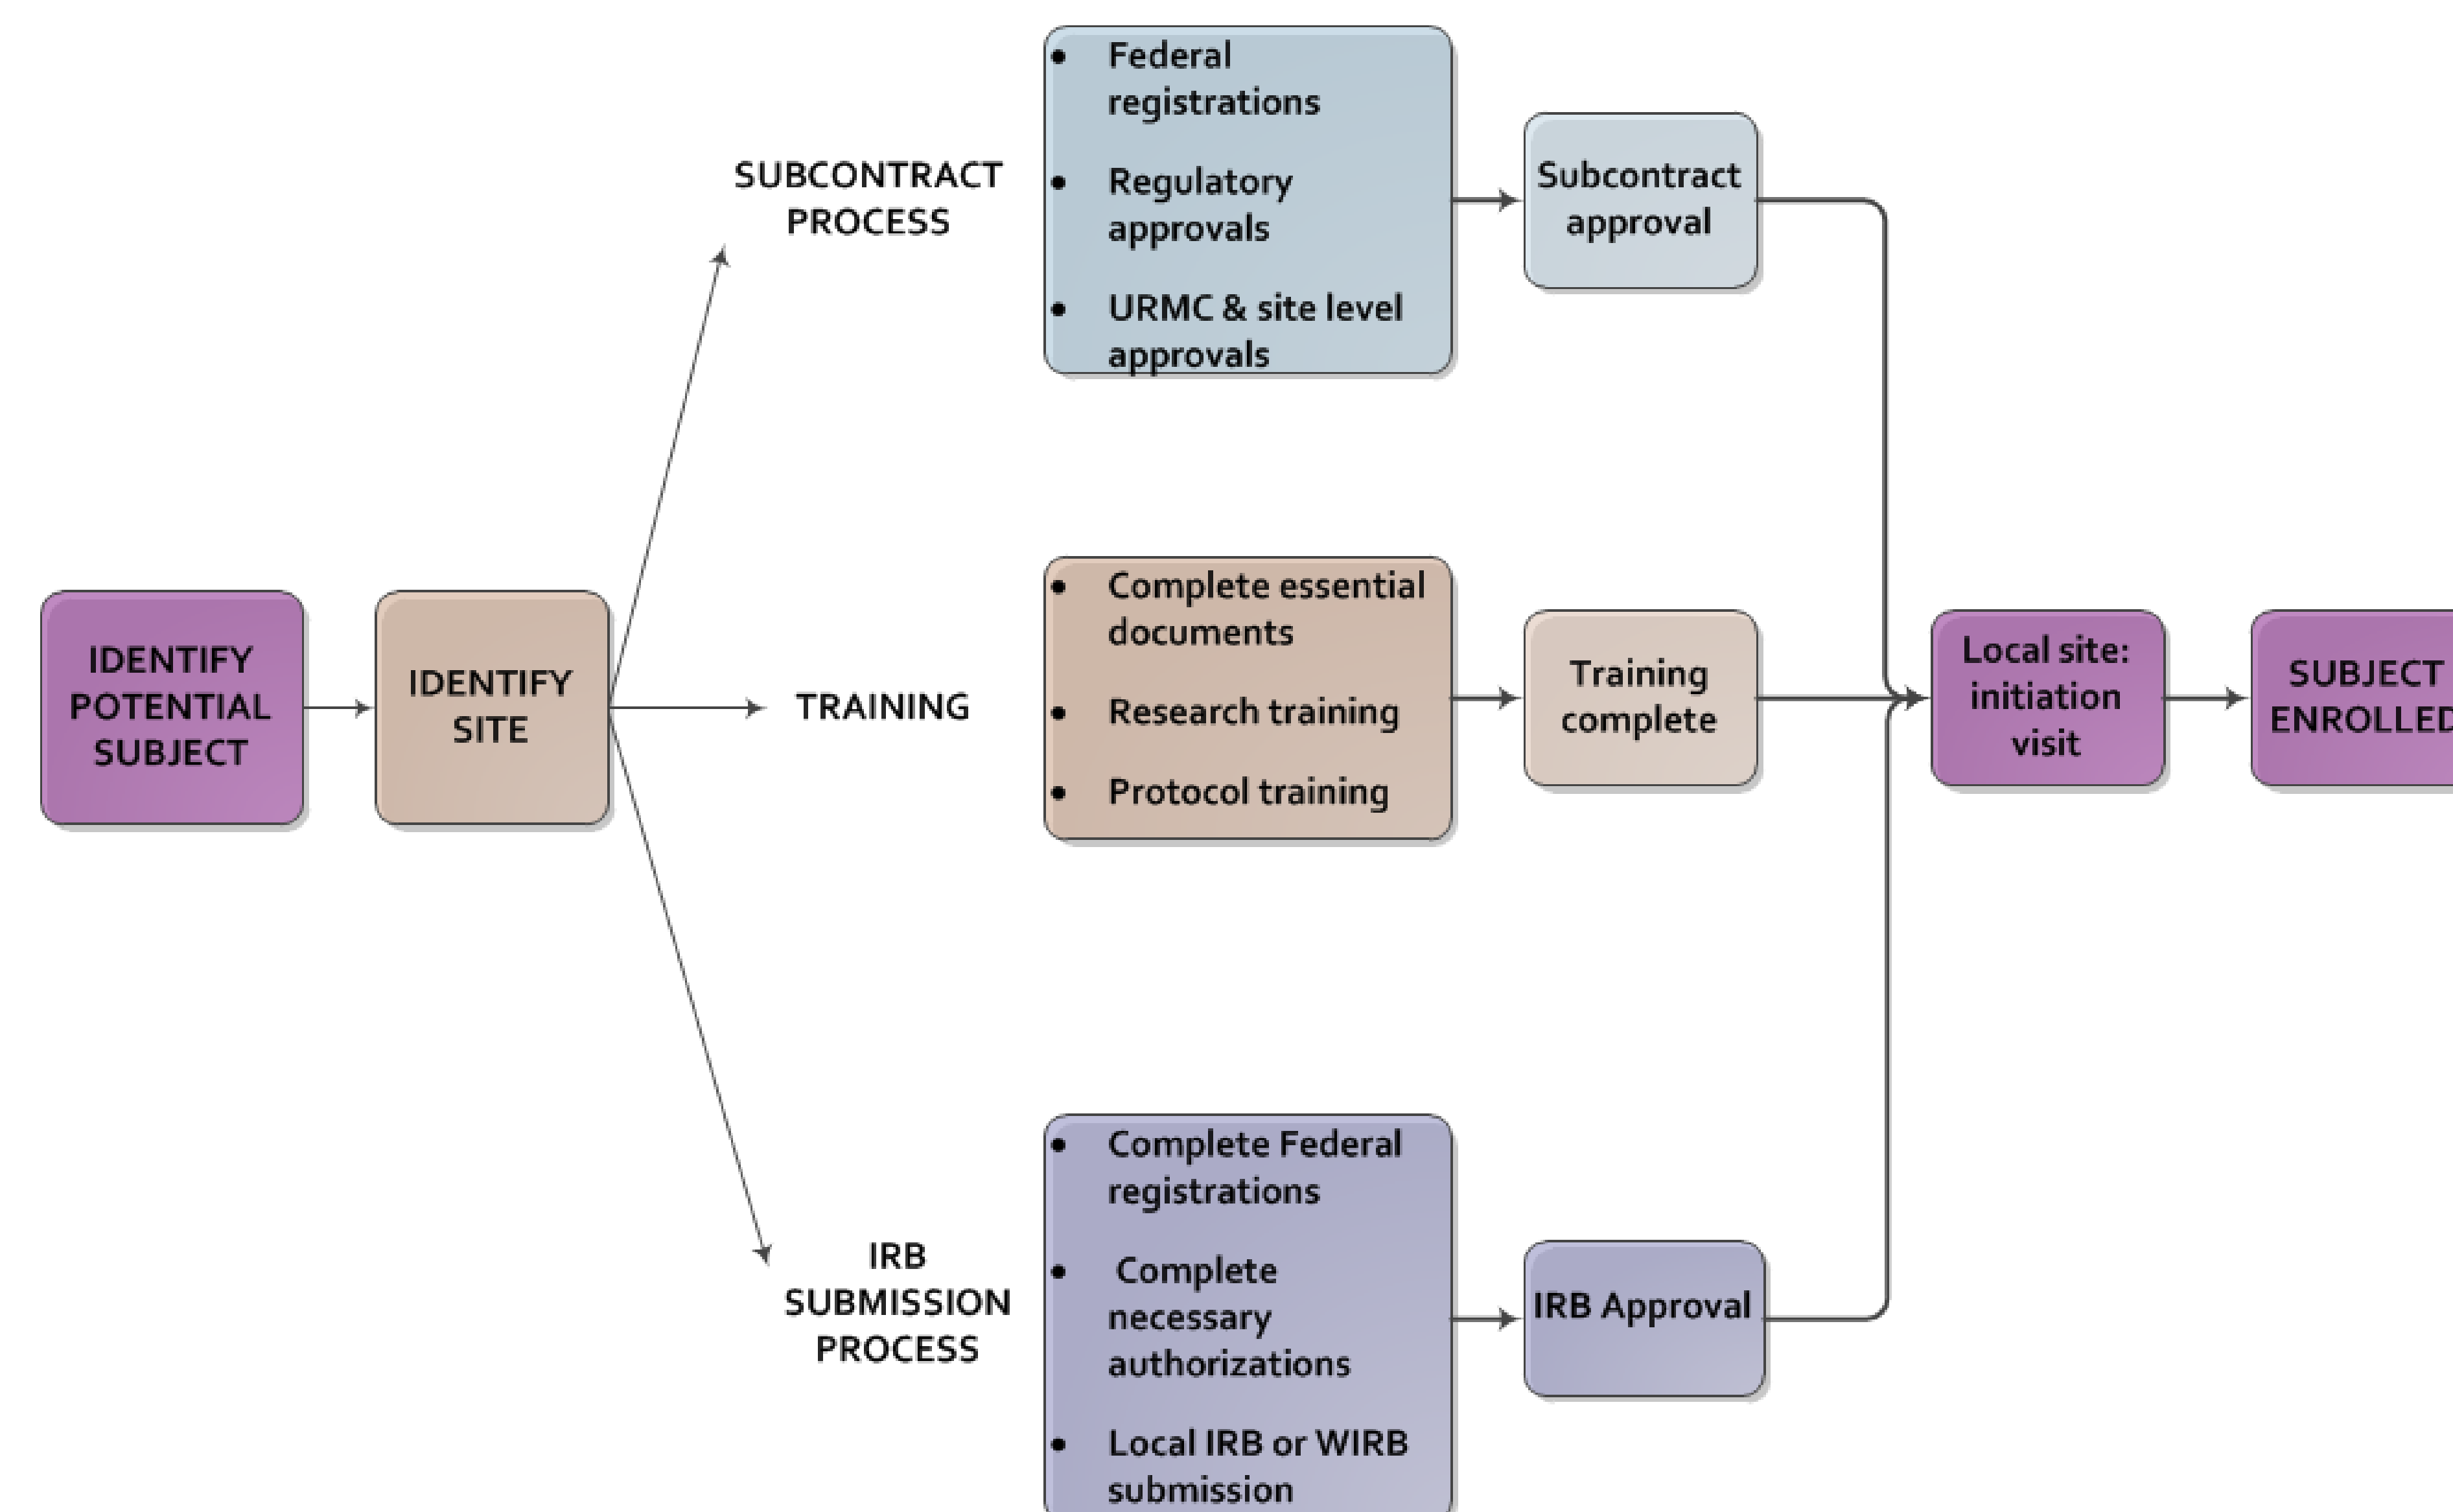 IDENTIFY
POTENTIAL
SUBJECT
IDENTIFY
SITE
SUBCONTRACT
PROCESS
• Federal
registrations
• Regulatory
approvals
• URMC & site level
approvals
Subcontract
approval
TRAINING
• Complete essential
documents
• Research training
• Protocol training
Training
complete
IRB
SUBMISSION
PROCESS
• Complete Federal
registrations
• Complete
necessary
authorizations
• Local IRB or WIRB
submission
IRB Approval
Local site:
initiation
visit
SUBJECT
ENROLLED